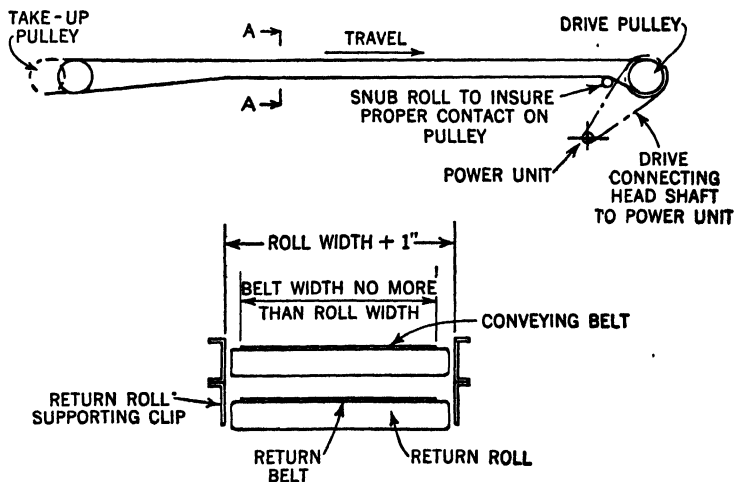 TAKE-UP
PULLEY
A
TRAVEL
DRIVE PULLEY
A
SNUB ROLL TO INSURE
PROPER CONTACT ON
PULLEY
POWER UNIT
DRIVE
CONNECTING
HEAD SHAFT
TO POWER UNIT
ROLL WIDTH + 1"
BELT WIDTH NO MORE
THAN ROLL WIDTH
CONVEYING BELT
RETURN ROLL
SUPPORTING CLIP
RETURN
BELT
RETURN ROLL